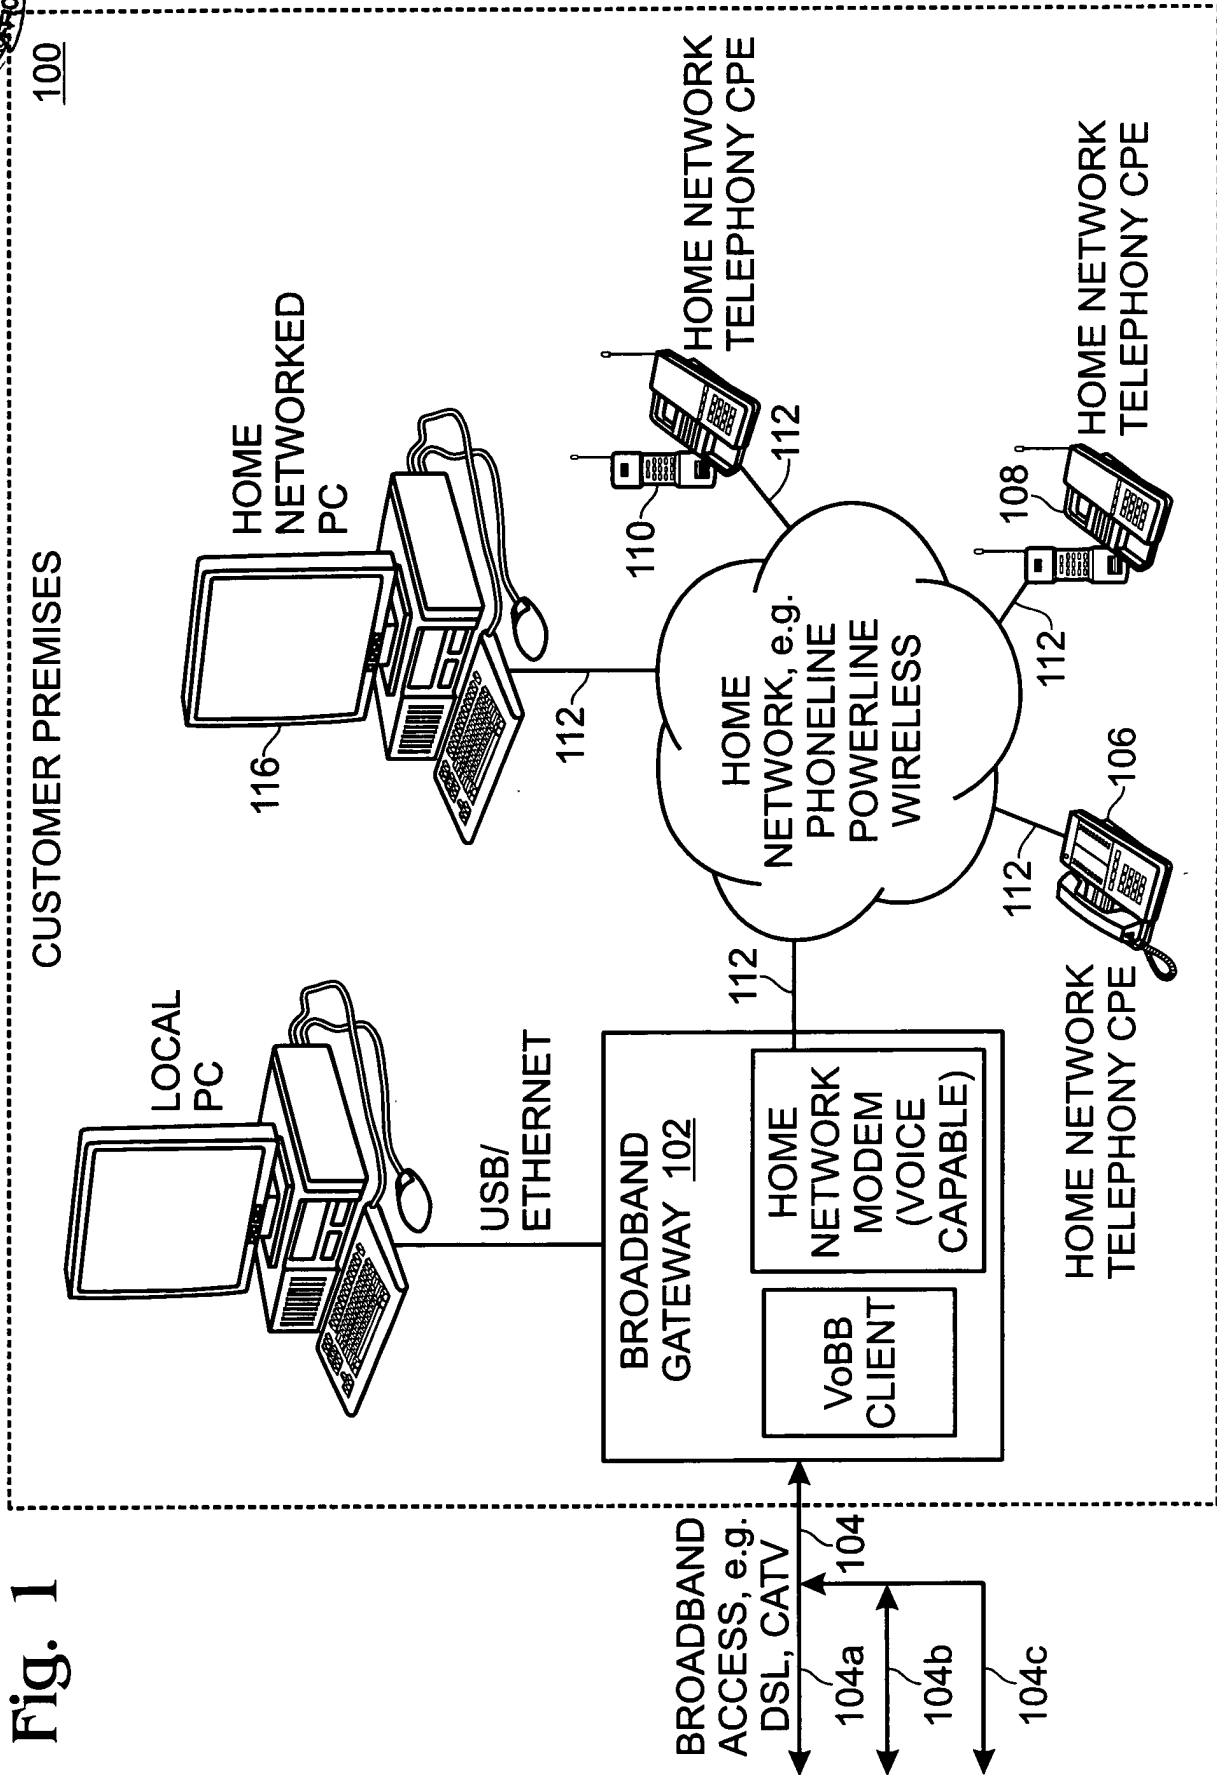 Fig. 1
100
CUSTOMER PREMISES
LOCAL
PC
HOME
NETWORKED
PC
116
USB/
ETHERNET
112
110
HOME NETWORK
TELEPHONY CPE
112
BROADBAND
ACCESS, e.g.
DSL, CATV
104
104a
104b
104c
BROADBAND
GATEWAY 102
VoBB
CLIENT
HOME
NETWORK
MODEM
(VOICE
CAPABLE)
112
HOME
NETWORK, e.g.
PHONELINE
POWERLINE
WIRELESS
108
112
HOME NETWORK
TELEPHONY CPE
112
106
HOME NETWORK
TELEPHONY CPE